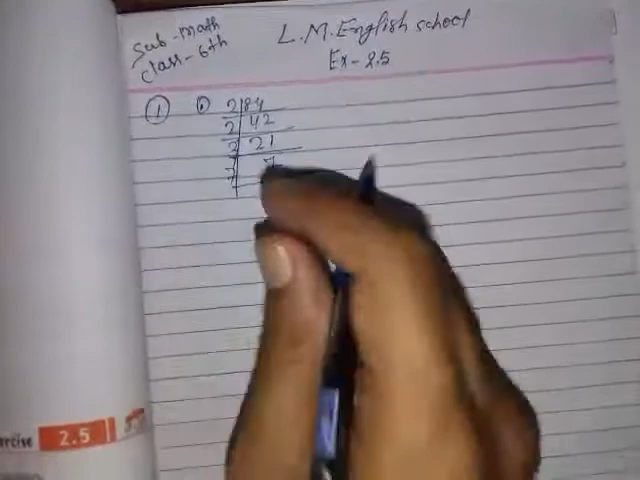 Sub - Math
Class - 6th
L.M. English school
Ex - 2.5
1
2 | 84
2 | 42
2 | 21
7 | 7
ercise 2.5